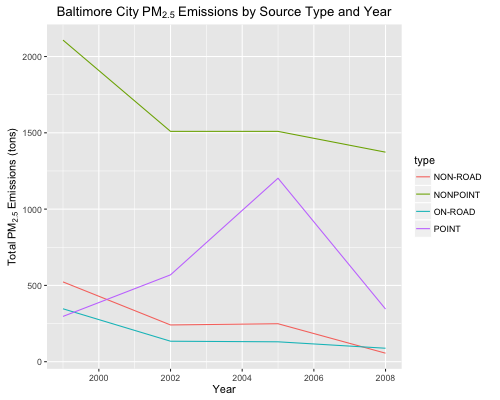 Baltimore City PM2.5 Emissions by Source Type and Year
Total PM2.5 Emissions (tons)
2000
1500
1000
500
0
2000 2002 2004 2006 2008
Year
type
NON-ROAD
NONPOINT
ON-ROAD
POINT